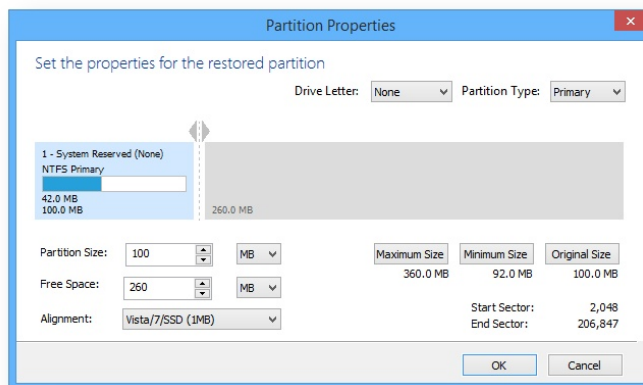 Partition Properties
x
Set the properties for the restored partition
Drive Letter: None Partition Type: Primary
1 - System Reserved (None)
NTFS Primary
42.0 MB
100.0 MB 260.0 MB
Partition Size: 100 MB Maximum Size Minimum Size Original Size
360.0 MB 92.0 MB 100.0 MB
Free Space: 260 MB
Start Sector: 2,048
Alignment: Vista/7/SSD (1MB) End Sector: 206,847
OK Cancel